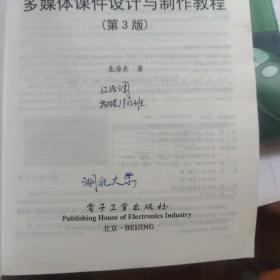 多媒体课件设计与制作教程
(第3版)
袁海东 著
湖北大学
电子工业出版社
Publishing House of Electronics Industry
北京·BEIJING